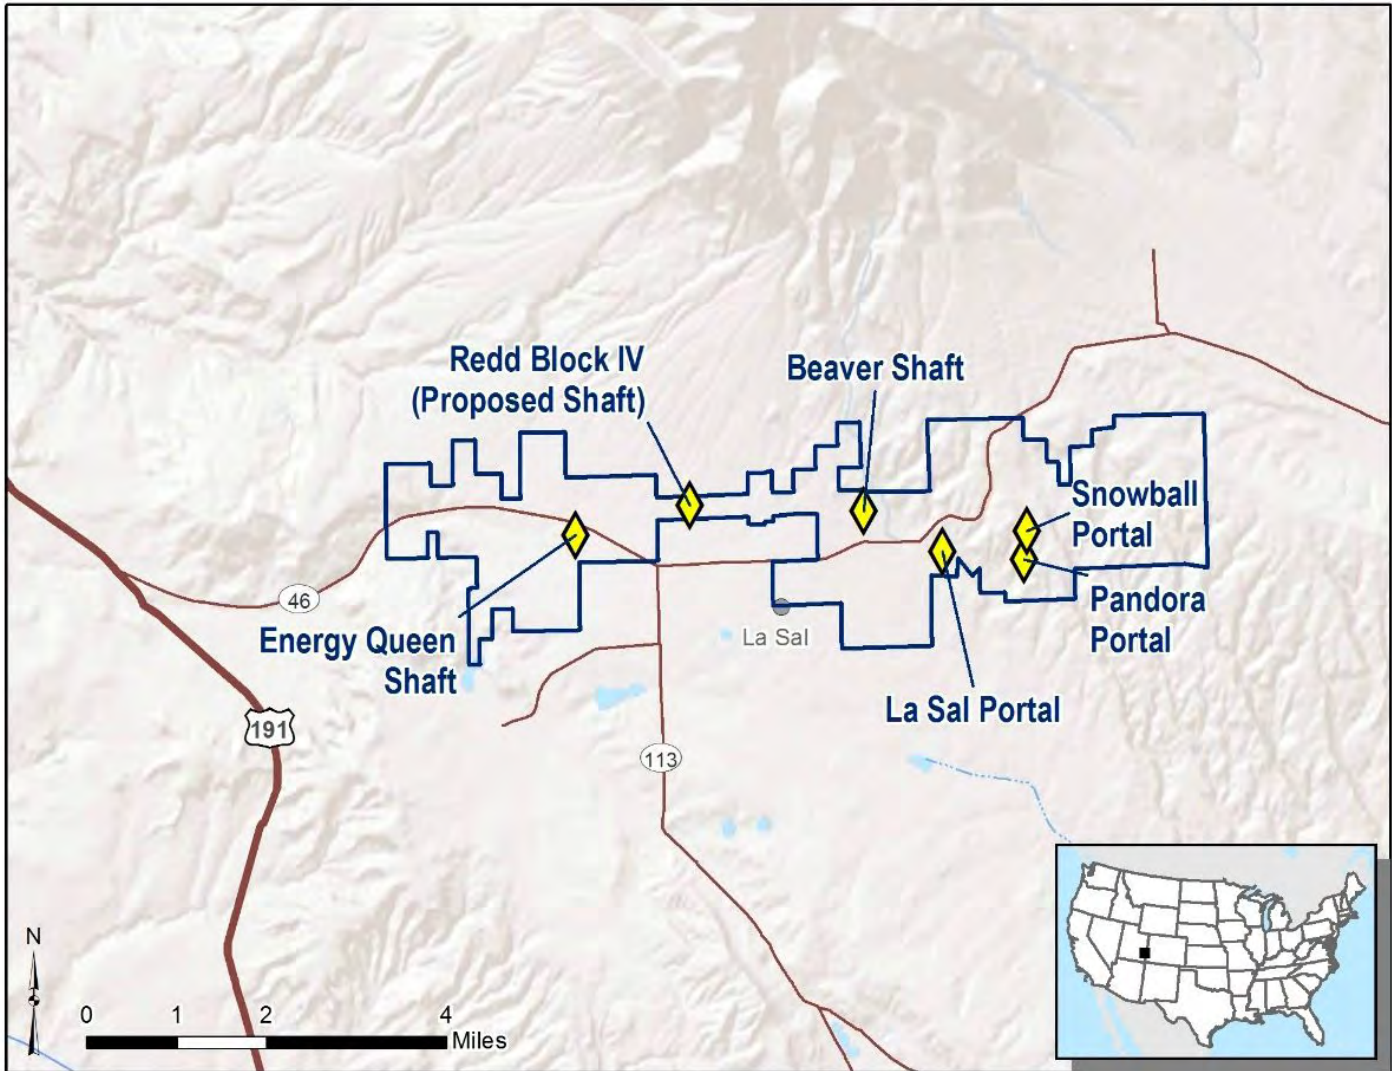 Redd Block IV
(Proposed Shaft)
Beaver Shaft
Snowball
Portal
46
Pandora
Portal
Energy Queen
Shaft
La Sal
La Sal Portal
191
113
N
0 1 2 4
Miles